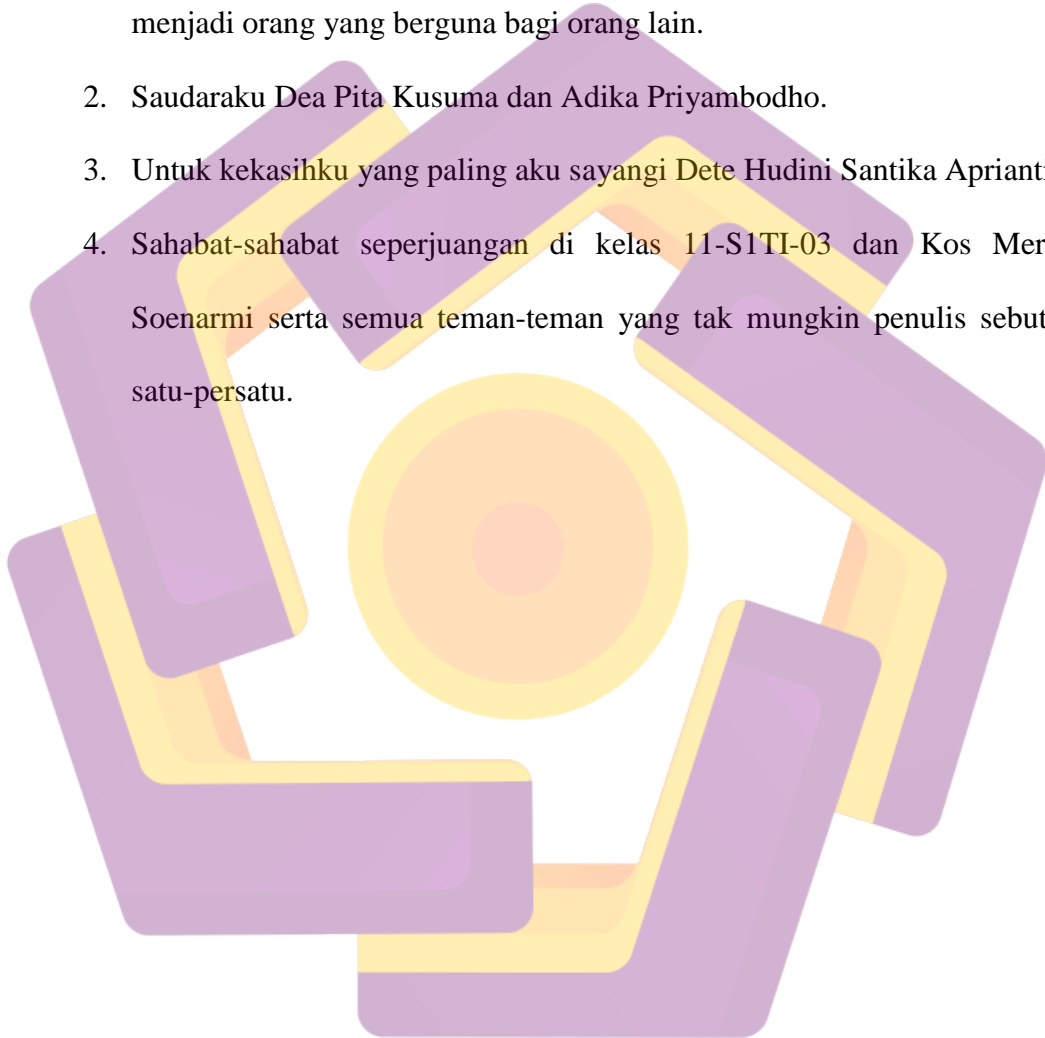 menjadi orang yang berguna bagi orang lain.
2. Saudaraku Dea Pita Kusuma dan Adika Priyambodho.
3. Untuk kekasihku yang paling aku sayangi Dete Hudini Santika Aprianti
4. Sahabat-sahabat seperjuangan di kelas 11-S1TI-03 dan Kos Mer
Soenarmi serta semua teman-teman yang tak mungkin penulis sebut
satu-persatu.